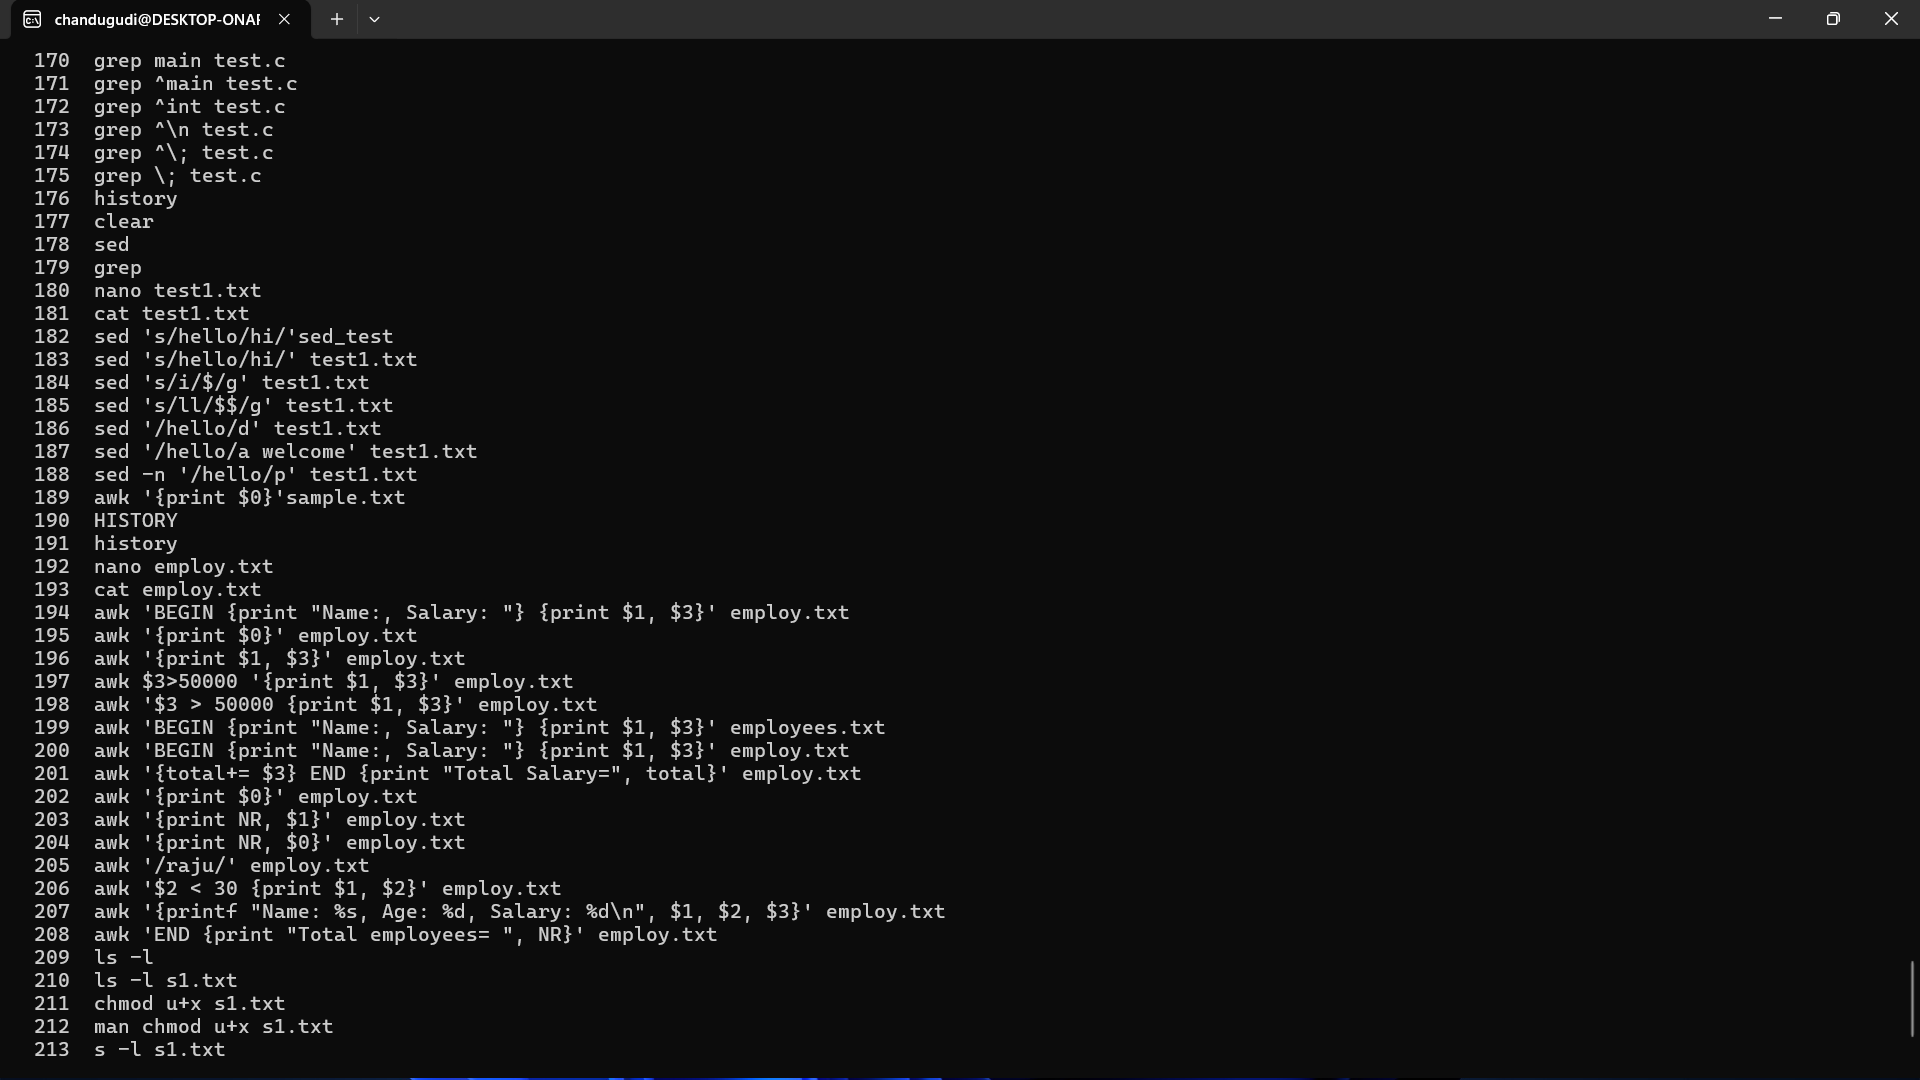 chandugudi@DESKTOP-ONAF
170 grep main test.c
171 grep ^main test.c
172 grep ^int test.c
173 grep ^\n test.c
174 grep ^\; test.c
175 grep \; test.c
176 history
177 clear
178 sed
179 grep
180 nano test1.txt
181 cat test1.txt
182 sed 's/hello/hi/'sed_test
183 sed 's/hello/hi/' test1.txt
184 sed 's/i/$/g' test1.txt
185 sed 's/ll/$$/g' test1.txt
186 sed '/hello/d' test1.txt
187 sed '/hello/a welcome' test1.txt
188 sed -n '/hello/p' test1.txt
189 awk '{print $0}'sample.txt
190 HISTORY
191 history
192 nano employ.txt
193 cat employ.txt
194 awk 'BEGIN {print "Name:, Salary: "} {print $1, $3}' employ.txt
195 awk '{print $0}' employ.txt
196 awk '{print $1, $3}' employ.txt
197 awk $3>50000 '{print $1, $3}' employ.txt
198 awk '$3 > 50000 {print $1, $3}' employ.txt
199 awk 'BEGIN {print "Name:, Salary: "} {print $1, $3}' employees.txt
200 awk 'BEGIN {print "Name:, Salary: "} {print $1, $3}' employ.txt
201 awk '{total+= $3} END {print "Total Salary=", total}' employ.txt
202 awk '{print $0}' employ.txt
203 awk '{print NR, $1}' employ.txt
204 awk '{print NR, $0}' employ.txt
205 awk '/raju/' employ.txt
206 awk '$2 < 30 {print $1, $2}' employ.txt
207 awk '{printf "Name: %s, Age: %d, Salary: %d\n", $1, $2, $3}' employ.txt
208 awk 'END {print "Total employees= ", NR}' employ.txt
209 ls -l
210 ls -l s1.txt
211 chmod u+x s1.txt
212 man chmod u+x s1.txt
213 s -l s1.txt